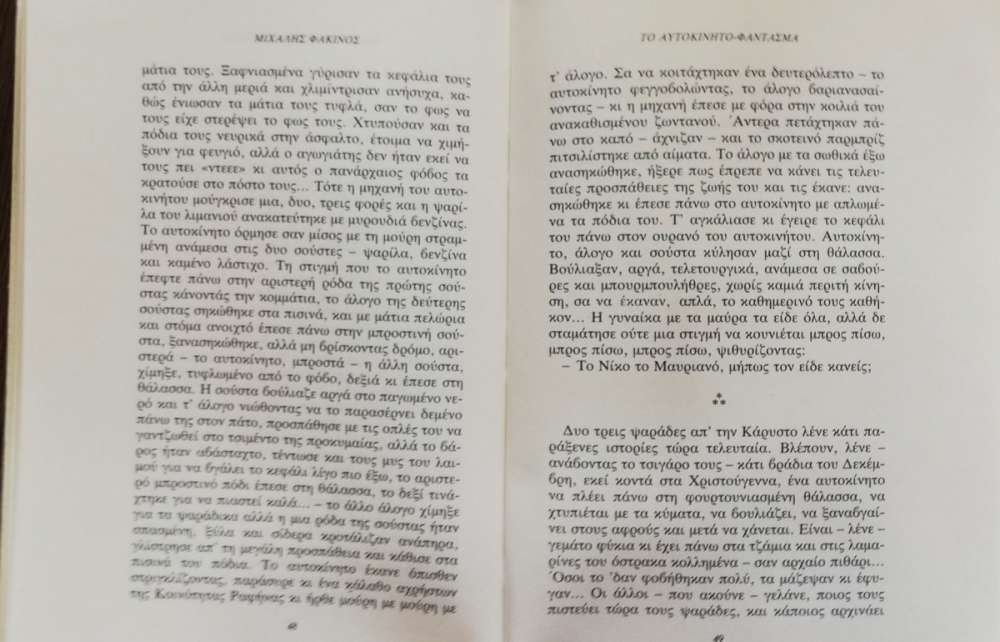 ΜΙΧΑΛΗΣ ΦΑΚΙΝΟΣ
μάτια τους. Ξαφνιασμένα γύρισαν τα κεφάλια τους
από την άλλη μεριά και χλιμίντρισαν ανήσυχα, κα-
θώς ένιωσαν τα μάτια τους τυφλά, σαν το φως να
τους είχε στερέψει το φως τους. Χτυπούσαν και τα
πόδια τους νευρικά στην άσφαλτο, έτοιμα να χιμή-
ξουν για φευγιό, αλλά ο αγωγιάτης δεν ήταν εκεί να
τους πει «ντεεε» κι αυτός ο πανάρχαιος φόβος τα
κρατούσε στο πόστο τους... Τότε η μηχανή του αυτο-
κινήτου μούγκρισε μια, δυο, τρεις φορές και η ψαρί-
λα του λιμανιού ανακατεύτηκε με μυρουδιά βενζίνας.
Το αυτοκίνητο όρμησε σαν μίσος με τη μούρη στραμ-
μένη ανάμεσα στις δυο σούστες – ψαρίλα, βενζίνα
και καμένο λάστιχο. Τη στιγμή που το αυτοκίνητο
έπεφτε πάνω στην αριστερή ρόδα της πρώτης σού-
στας κάνοντάς την κομμάτια, το άλογο της δεύτερης
σούστας σηκώθηκε στα πισινά, και με μάτια πελώρια
και στόμα ανοιχτό έπεσε πάνω στην μπροστινή σού-
στα, ξανασηκώθηκε, αλλά μη βρίσκοντας δρόμο, αρι-
στερά – το αυτοκίνητο, μπροστά – η άλλη σούστα,
χίμηξε, τυφλωμένο από το φόβο, δεξιά κι έπεσε στη
θάλασσα. Η σούστα βούλιαζε αργά στο παγωμένο νε-
ρό και τ' άλογο νιώθοντας να το παρασέρνει δεμένο
πάνω της στον πάτο, προσπάθησε με τις οπλές του να
γαντζωθεί στο τσιμέντο της προκυμαίας, αλλά το βά-
ρος ήταν αβάσταχτο, τέντωσε και τους μυς του λαι-
μού για να βγάλει το κεφάλι λίγο πιο έξω, το αριστε-
ρό μπροστινό πόδι έπεσε στη θάλασσα, το δεξί τινά-
χτηκε για να πιαστεί καλά... – το άλλο άλογο χίμηξε
για τα ψαράδικα αλλά η μια ρόδα της σούστας ήταν
σπασμένη, ξύλα και σίδερα κροτάλιζαν ανάπηρα,
γλίστρησε απ' τη μεγάλη προσπάθεια και κάθισε στα
πισινά του πόδια. Το αυτοκίνητο έκανε όπισθεν
στριγκλίζοντας, παράσυρε κι ένα κάλαθο αχρήστων
της Κοινότητας Ραφήνας κι ήρθε μούρη με μούρη με
48
ΤΟ ΑΥΤΟΚΙΝΗΤΟ-ΦΑΝΤΑΣΜΑ
τ' άλογο. Σα να κοιτάχτηκαν ένα δευτερόλεπτο – το
αυτοκίνητο φεγγοβολώντας, το άλογο βαριανασαί-
νοντας – κι η μηχανή έπεσε με φόρα στην κοιλιά του
ανακαθισμένου ζωντανού. Άντερα πετάχτηκαν πά-
νω στο καπό – άχνιζαν – και το σκοτεινό παρμπρίζ
πιτσιλίστηκε από αίματα. Το άλογο με τα σωθικά έξω
ανασηκώθηκε, ήξερε πως έπρεπε να κάνει τις τελευ-
ταίες προσπάθειες της ζωής του και τις έκανε: ανα-
σηκώθηκε κι έπεσε πάνω στο αυτοκίνητο με απλωμέ-
να τα πόδια του. Τ' αγκάλιασε κι έγειρε το κεφάλι
του πάνω στον ουρανό του αυτοκινήτου. Αυτοκίνη-
το, άλογο και σούστα κύλησαν μαζί στη θάλασσα.
Βούλιαξαν, αργά, τελετουργικά, ανάμεσα σε σαβού-
ρες και μπουρμπουλήθρες, χωρίς καμιά περιτή κίνη-
ση, σα να έκαναν, απλά, το καθημερινό τους καθή-
κον... Η γυναίκα με τα μαύρα τα είδε όλα, αλλά δε
σταμάτησε ούτε μια στιγμή να κουνιέται μπρος πίσω,
μπρος πίσω, μπρος πίσω, ψιθυρίζοντας:
– Το Νίκο το Μαυριανό, μήπως τον είδε κανείς;
⁂
Δυο τρεις ψαράδες απ' την Κάρυστο λένε κάτι πα-
ράξενες ιστορίες τώρα τελευταία. Βλέπουν, λένε –
ανάβοντας το τσιγάρο τους – κάτι βράδια του Δεκέμ-
βρη, εκεί κοντά στα Χριστούγεννα, ένα αυτοκίνητο
να πλέει πάνω στη φουρτουνιασμένη θάλασσα, να
χτυπιέται με τα κύματα, να βουλιάζει, να ξαναβγαί-
νει στους αφρούς και μετά να χάνεται. Είναι – λένε –
γεμάτο φύκια κι έχει πάνω στα τζάμια και στις λαμα-
ρίνες του όστρακα κολλημένα – σαν αρχαίο πιθάρι...
Όσοι το 'δαν φοβήθηκαν πολύ, τα μάζεψαν κι έφυ-
γαν... Οι άλλοι – που ακούνε – γελάνε, ποιος τους
πιστεύει τώρα τους ψαράδες, και κάποιος αρχινάει
49